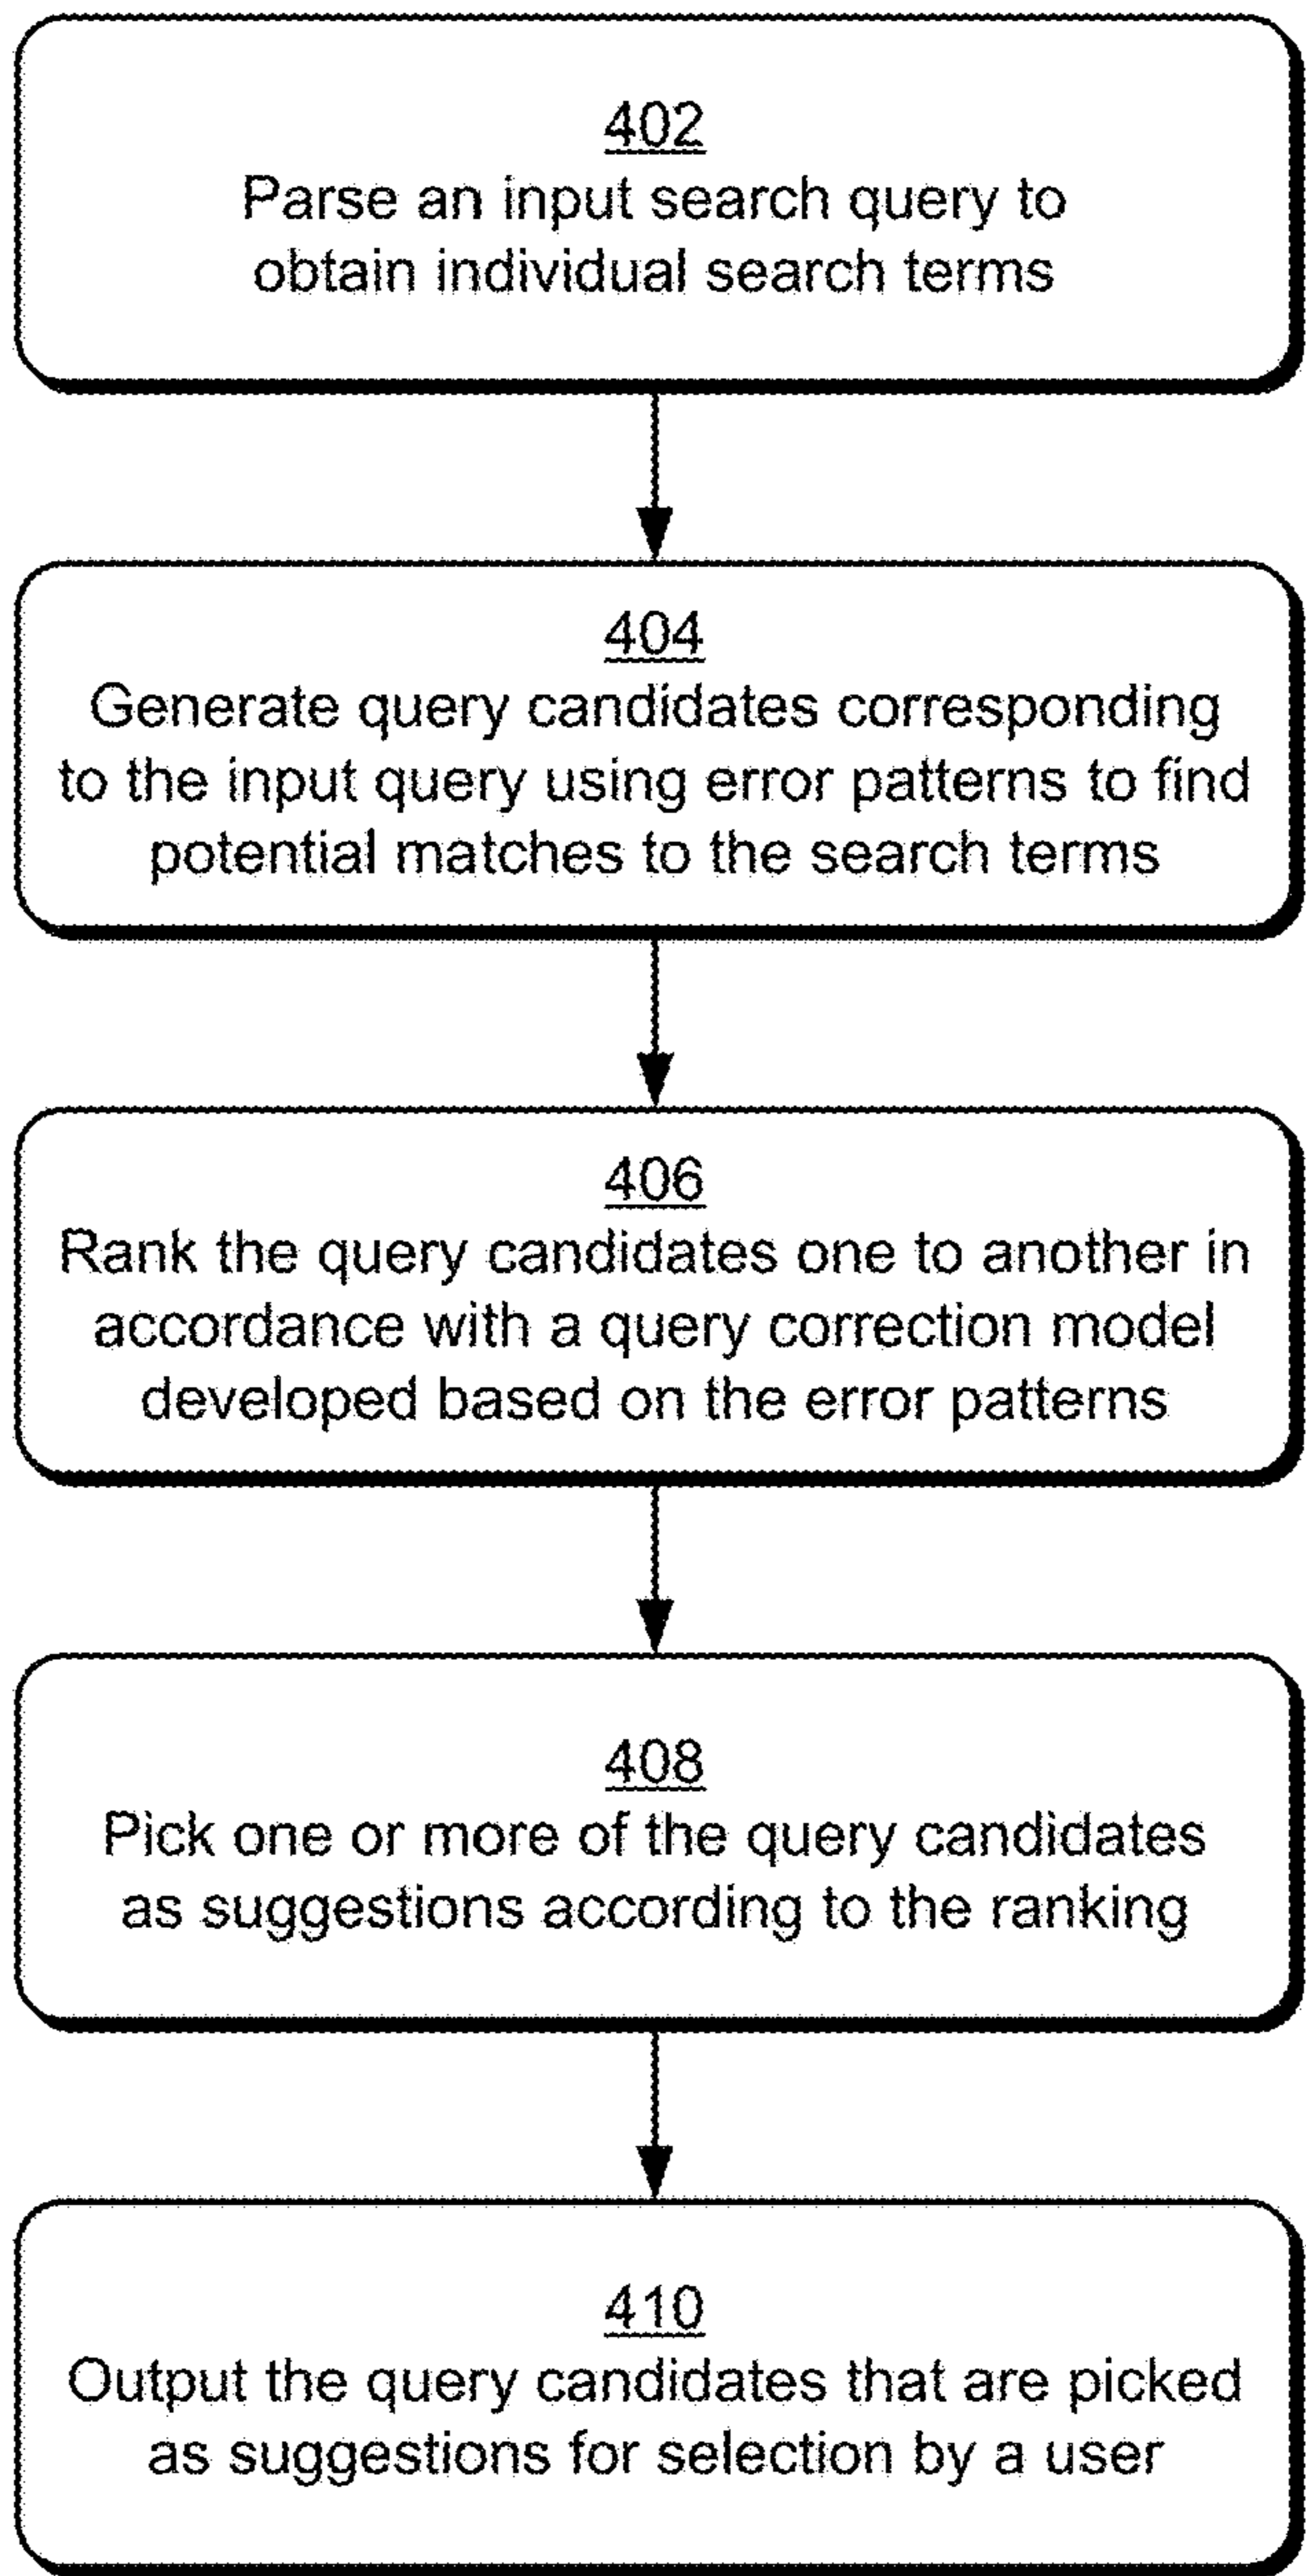 402
Parse an input search query to
obtain individual search terms
404
Generate query candidates corresponding
to the input query using error patterns to find
potential matches to the search terms
406
Rank the query candidates one to another in
accordance with a query correction model
developed based on the error patterns
408
Pick one or more of the query candidates
as suggestions according to the ranking
410
Output the query candidates that are picked
as suggestions for selection by a user